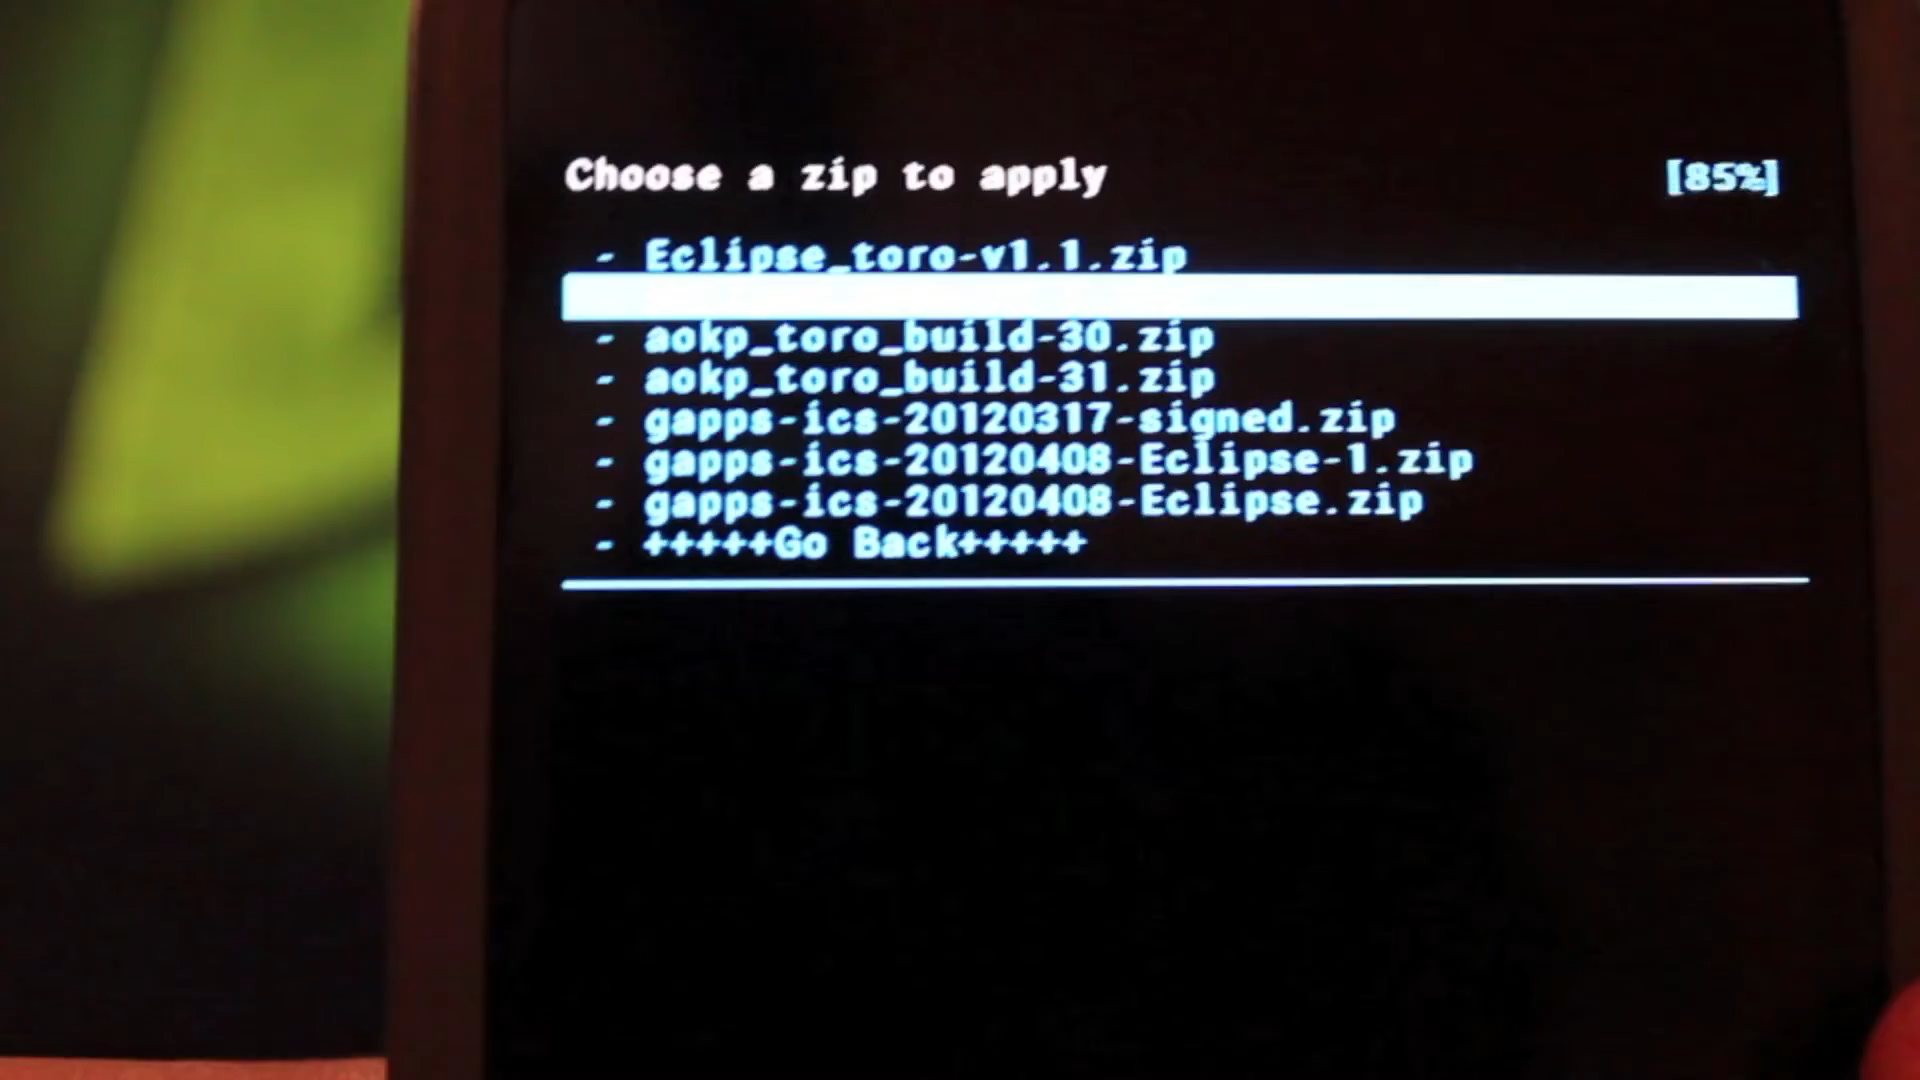 Choose a zip to apply [85%]
- Eclipse_toro-v1.1.zip
- aokp_toro_build-30.zip
- aokp_toro_build-31.zip
- gapps-ics-20120317-signed.zip
- gapps-ics-20120408-Eclipse-1.zip
- gapps-ics-20120408-Eclipse.zip
- +++++Go Back+++++